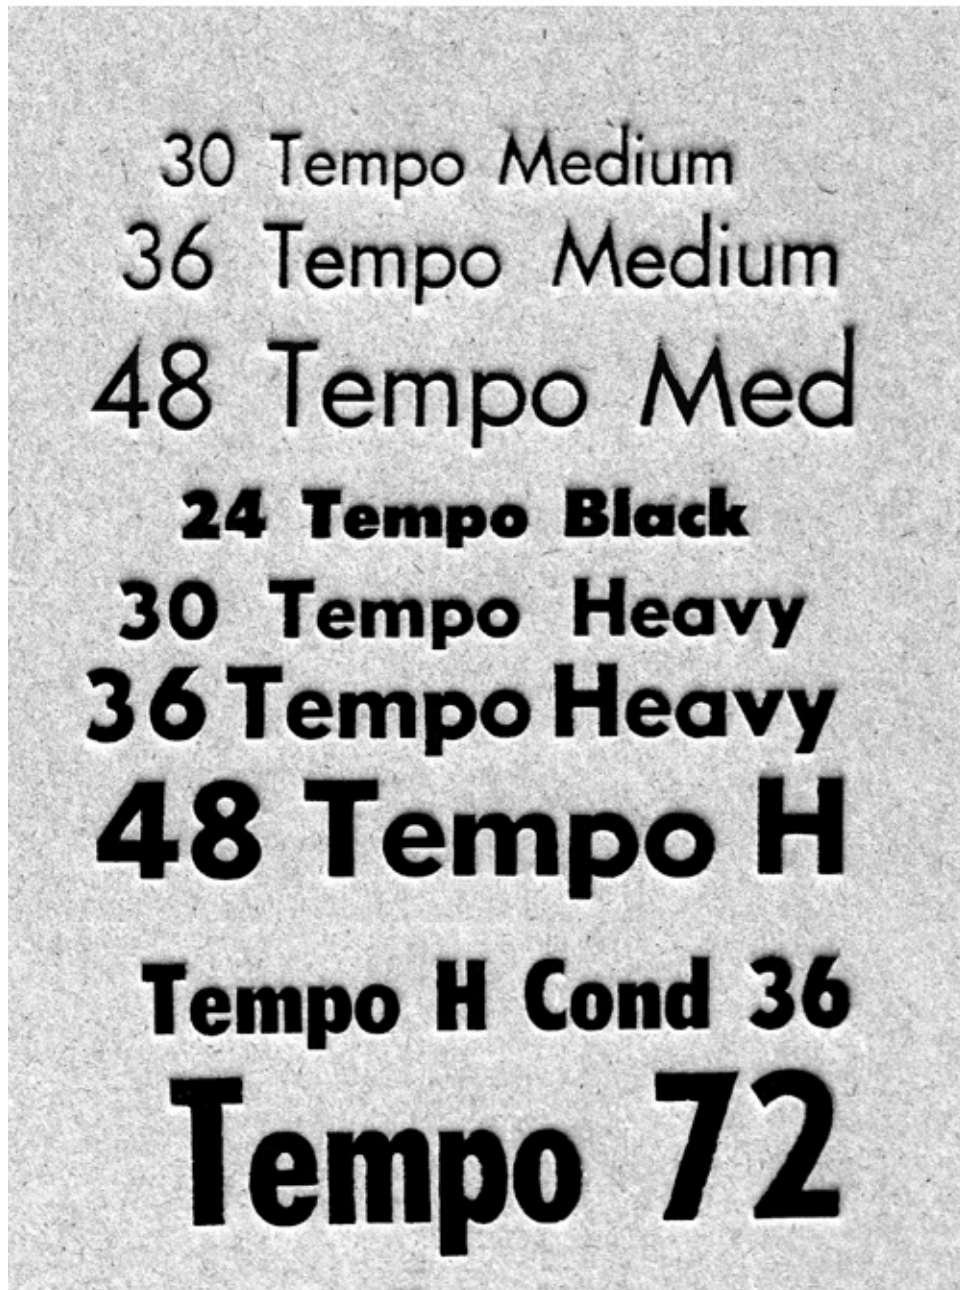 30 Tempo Medium
36 Tempo Medium
48 Tempo Med
24 Tempo Black
30 Tempo Heavy
36 Tempo Heavy
48 Tempo H
Tempo H Cond 36
Tempo 72